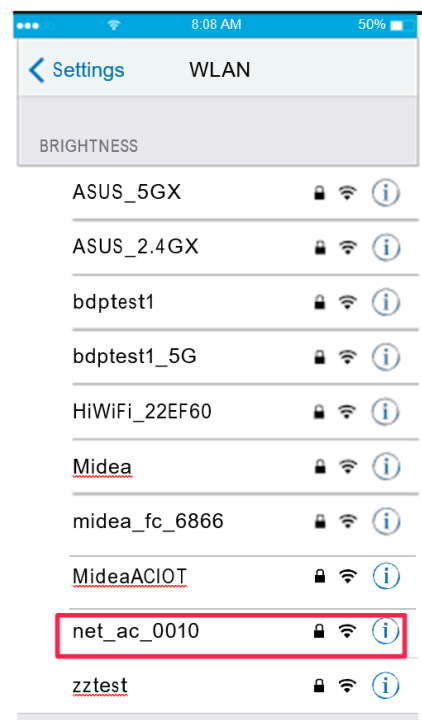 8:08 AM 50%
Settings WLAN
BRIGHTNESS
ASUS_5GX
ASUS_2.4GX
bdptest1
bdptest1_5G
HiWiFi_22EF60
Midea
midea_fc_6866
MideaACIOT
net_ac_0010
zztest